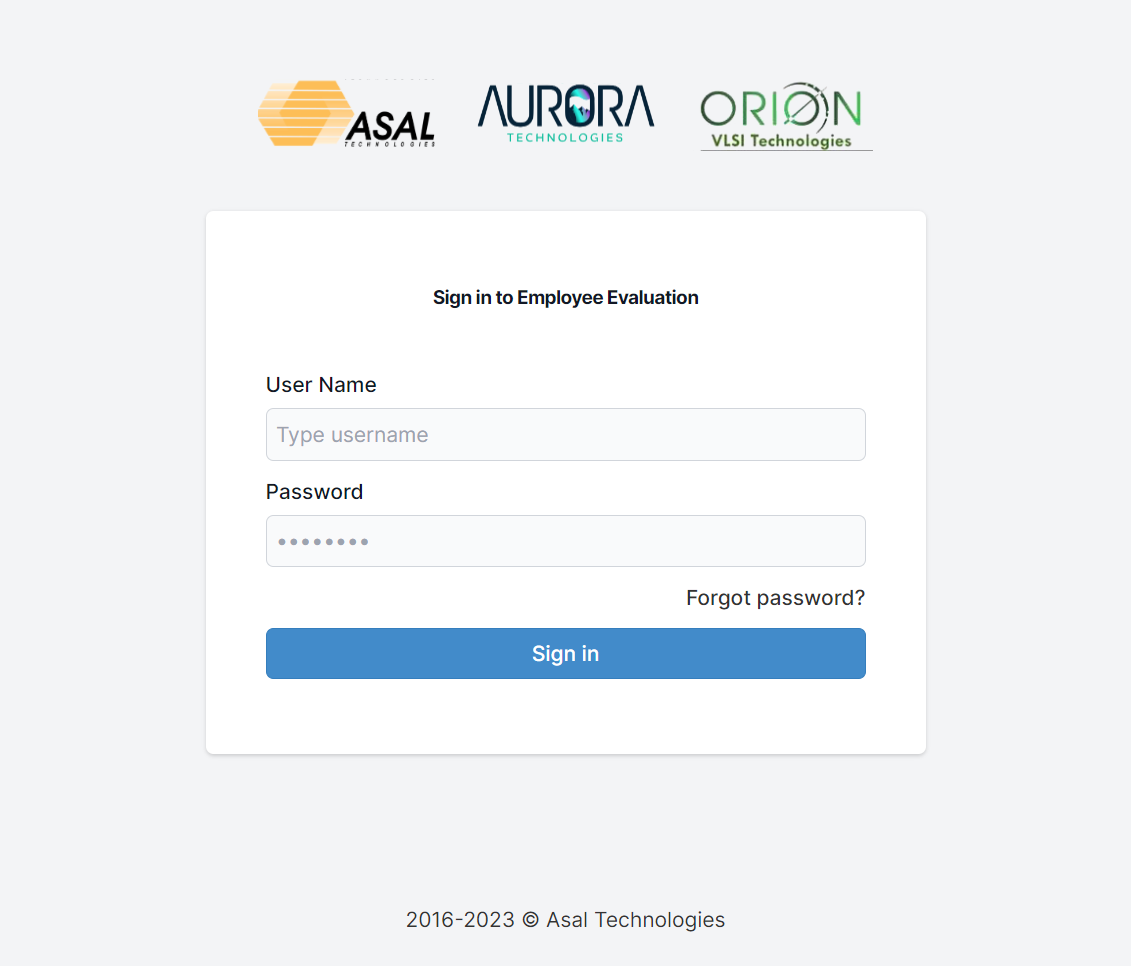 ASAL
TECHNOLOGIES
AURORA
TECHNOLOGIES
ORION
VLSI Technologies
Sign in to Employee Evaluation
User Name
Type username
Password
••••••••
Forgot password?
Sign in
2016-2023 © Asal Technologies